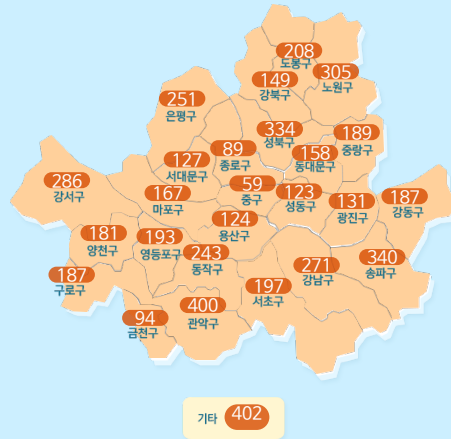 208
도봉구
305
노원구
149
강북구
251
은평구
334
성북구
189
중랑구
89
종로구
158
동대문구
127
서대문구
286
강서구
167
마포구
59
중구
123
성동구
131
광진구
187
강동구
124
용산구
181
양천구
193
영등포구
243
동작구
340
송파구
271
강남구
187
구로구
197
서초구
400
관악구
94
금천구
기타 402